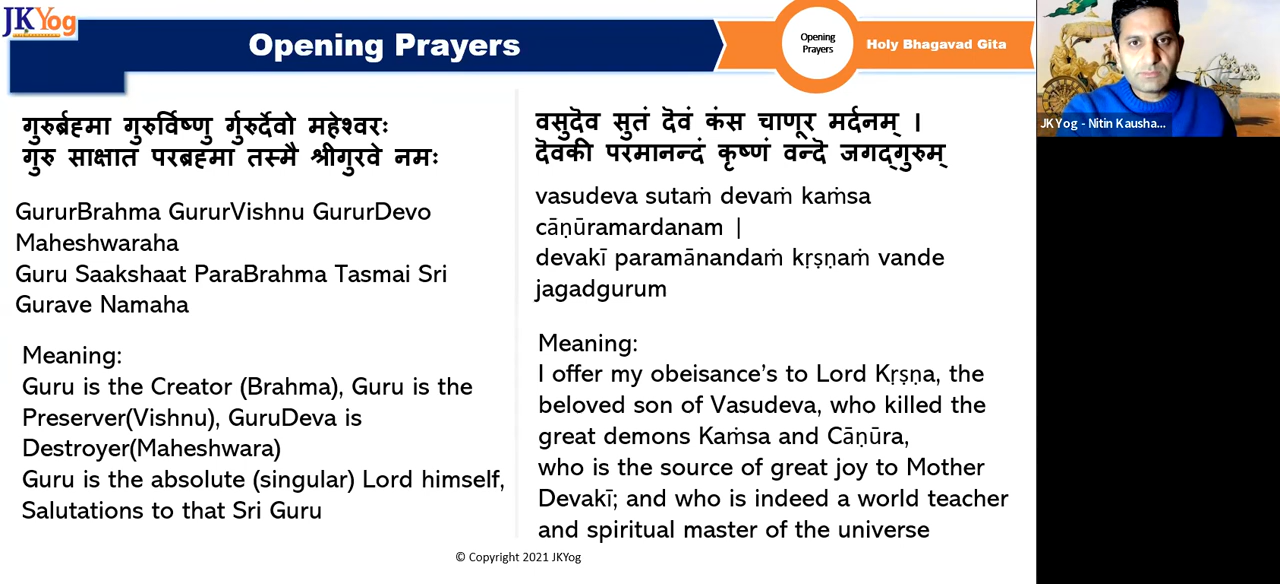 JKYog
Opening Prayers
Opening
Prayers
Holy Bhagavad Gita
JKYog - Nitin Kausha...
गुरुर्ब्रह्मा गुरुर्विष्णु र्गुरुर्देवो महेश्वरः
गुरु साक्षात परब्रह्मा तस्मै श्रीगुरवे नमः
GururBrahma GururVishnu GururDevo
Maheshwaraha
Guru Saakshaat ParaBrahma Tasmai Sri
Gurave Namaha
Meaning:
Guru is the Creator (Brahma), Guru is the
Preserver(Vishnu), GuruDeva is
Destroyer(Maheshwara)
Guru is the absolute (singular) Lord himself,
Salutations to that Sri Guru
वसुदॆव सुतं दॆवं कंस चाणूर मर्दनम् ।
दॆवकी परमानन्दं कृष्णं वन्दॆ जगद्गुरुम्
vasudeva sutaṁ devaṁ kaṁsa
cāṇūramardanam |
devakī paramānandaṁ kṛṣṇaṁ vande
jagadgurum
Meaning:
I offer my obeisance’s to Lord Kṛṣṇa, the
beloved son of Vasudeva, who killed the
great demons Kaṁsa and Cāṇūra,
who is the source of great joy to Mother
Devakī; and who is indeed a world teacher
and spiritual master of the universe
© Copyright 2021 JKYog